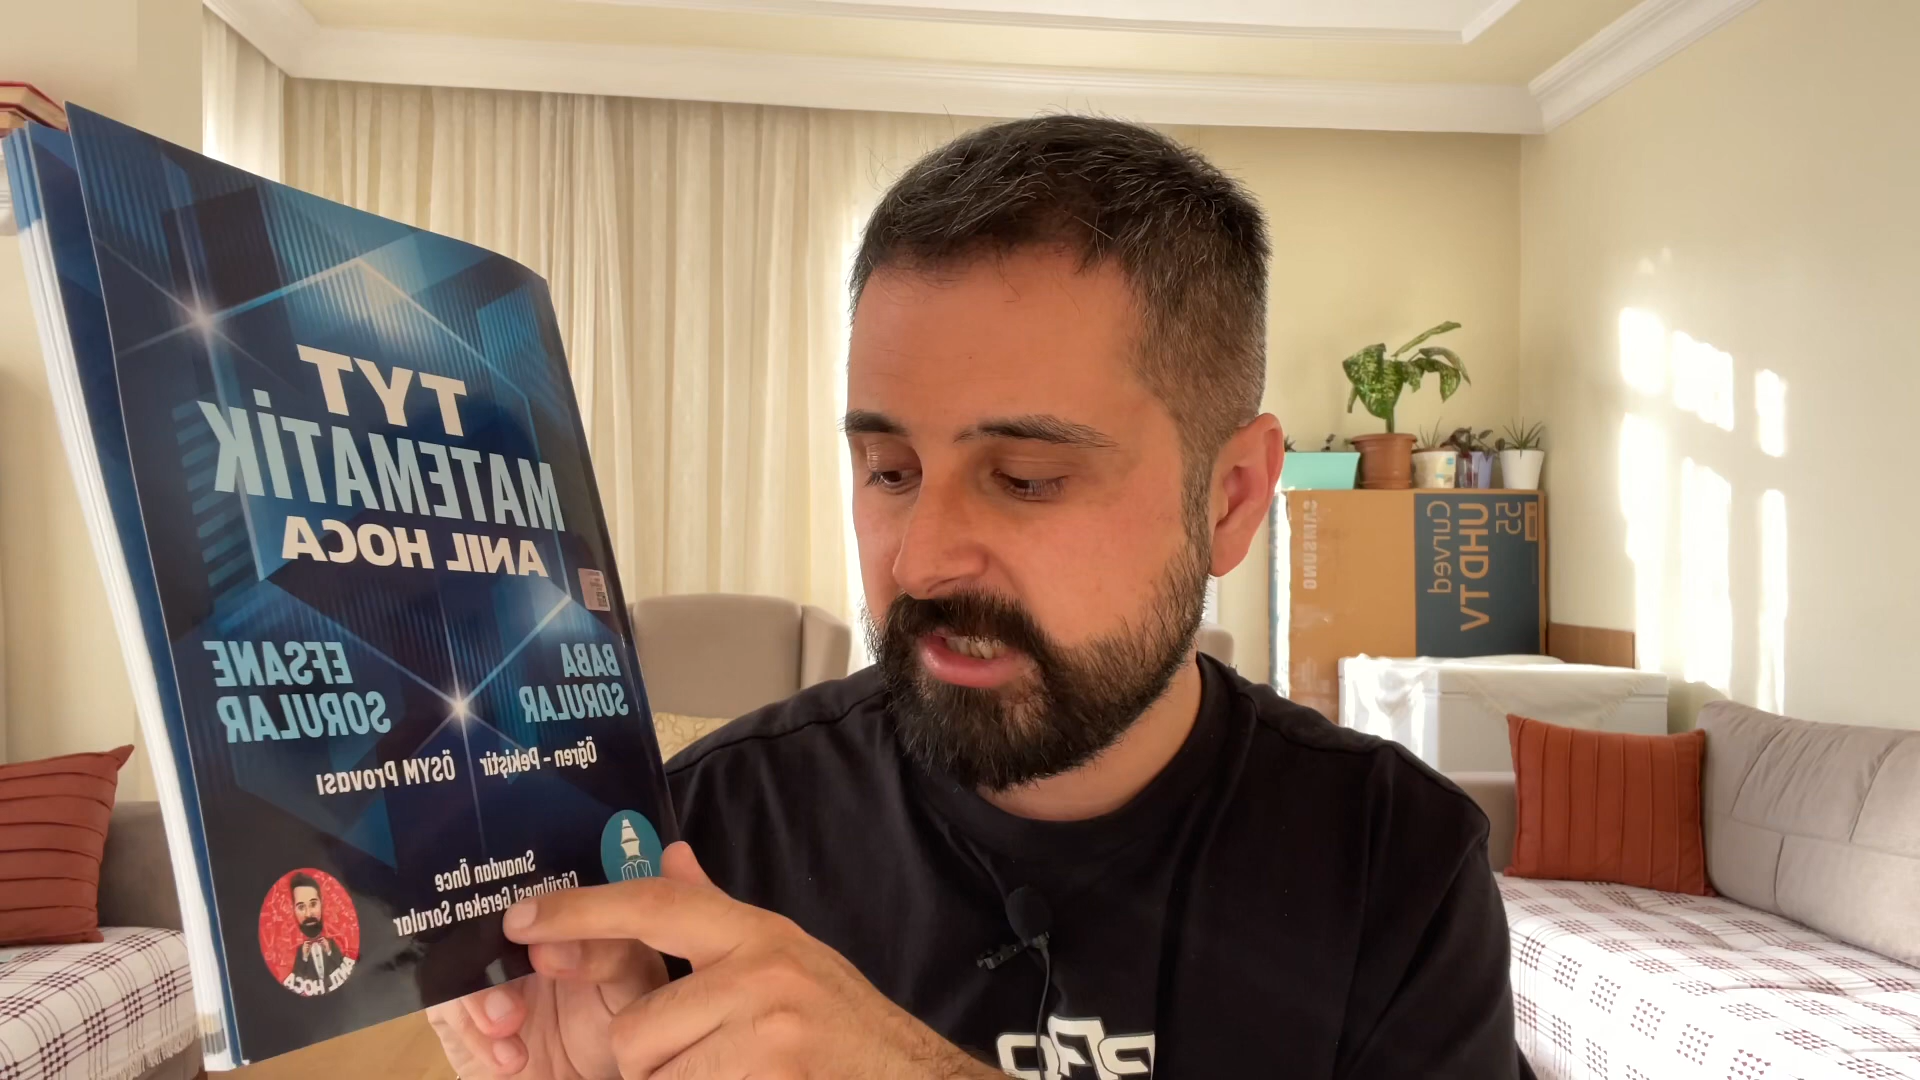 TYT
MATEMATİK
ANIL HOCA
BABA
SORULAR
EFSANE
SORULAR
Öğren - Pekiştir
ÖSYM Provası
Sınavdan Önce
Çözülmesi Gereken Sorular
ANIL HOCA
SAMSUNG
55
UHD TV
Curved